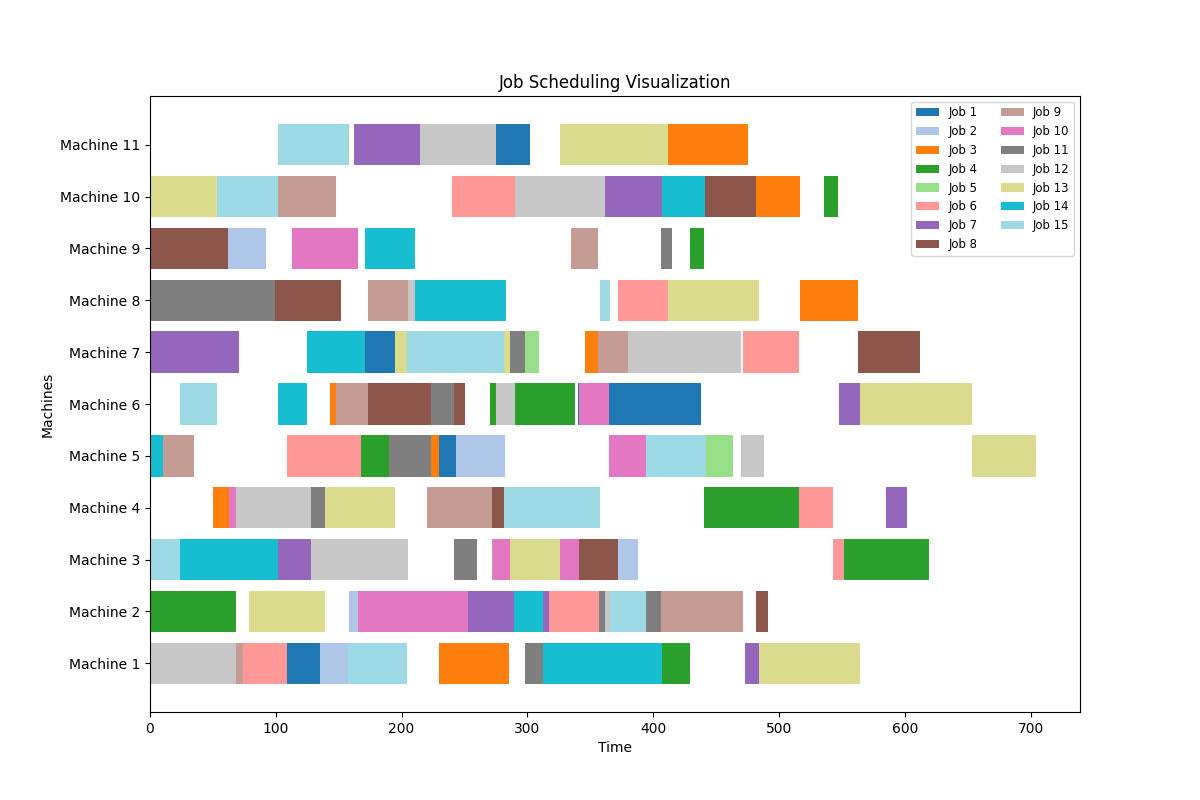 Job Scheduling Visualization
Machine 11
Machine 10
Machine 9
Machine 8
Machine 7
Machine 6
Machine 5
Machine 4
Machine 3
Machine 2
Machine 1
Machines
0 100 200 300 400 500 600 700
Time
Job 1
Job 2
Job 3
Job 4
Job 5
Job 6
Job 7
Job 8
Job 9
Job 10
Job 11
Job 12
Job 13
Job 14
Job 15